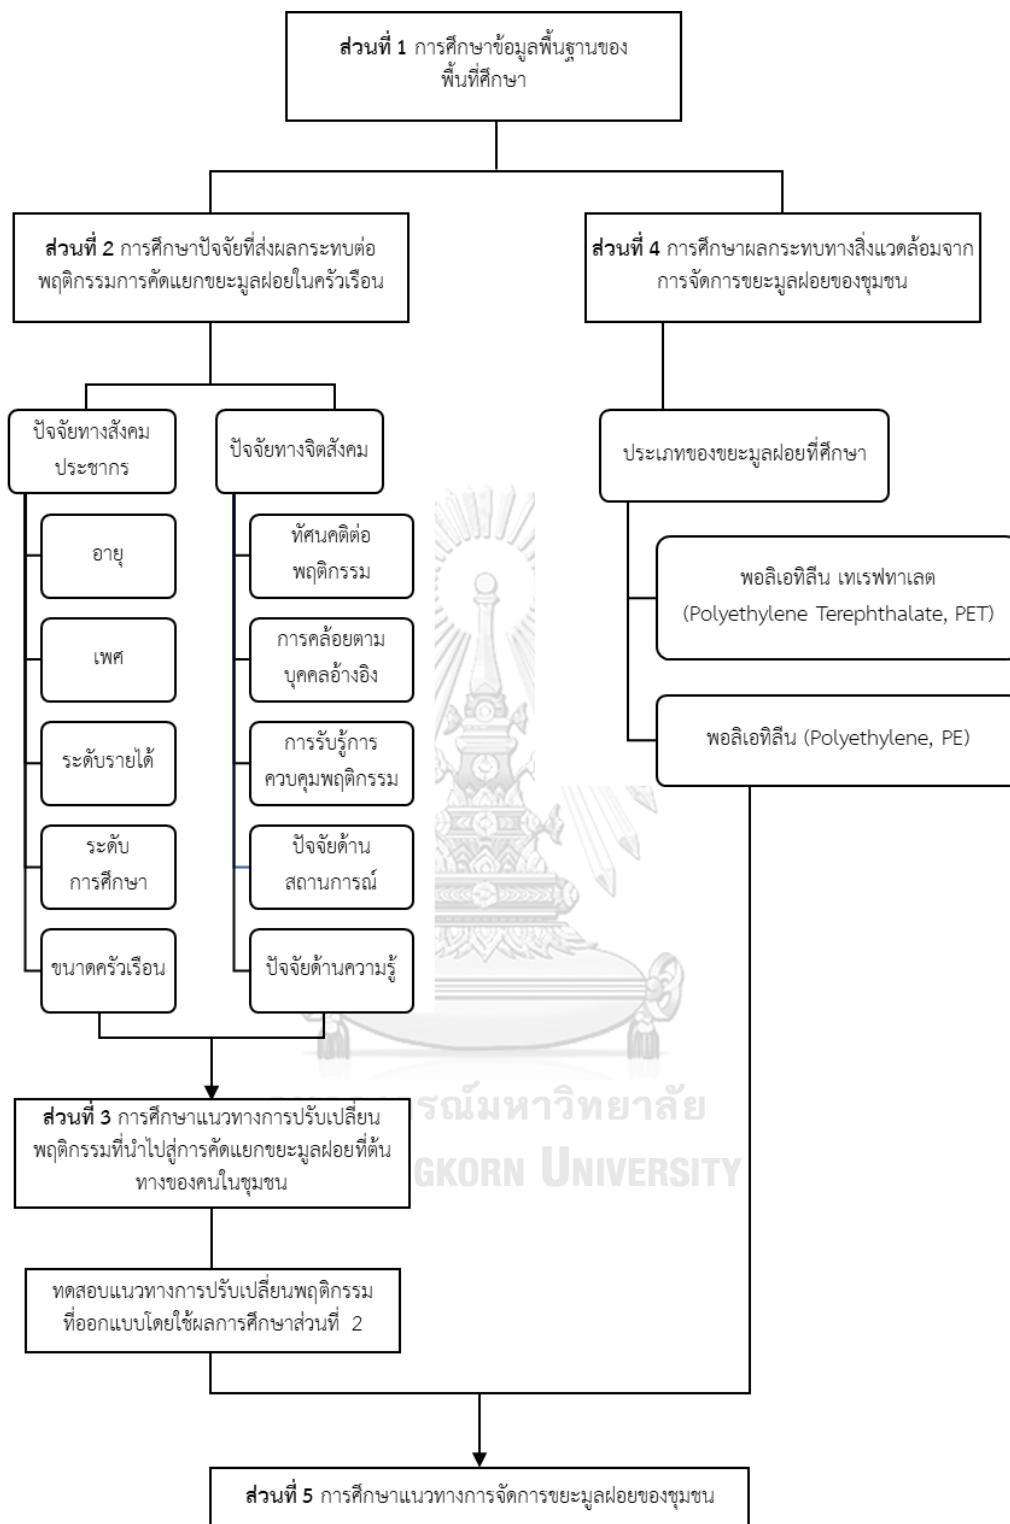 ส่วนที่ 1 การศึกษาข้อมูลพื้นฐานของ
พื้นที่ศึกษา
ส่วนที่ 2 การศึกษาปัจจัยที่ส่งผลกระทบต่อ
พฤติกรรมการคัดแยกขยะมูลฝอยในครัวเรือน
ส่วนที่ 4 การศึกษาผลกระทบทางสิ่งแวดล้อมจาก
การจัดการขยะมูลฝอยของชุมชน
ปัจจัยทางสังคม
ประชากร
ปัจจัยทางจิตสังคม
ประเภทของขยะมูลฝอยที่ศึกษา
อายุ
เพศ
ระดับรายได้
ระดับ
การศึกษา
ขนาดครัวเรือน
ทัศนคติต่อ
พฤติกรรม
การคล้อยตาม
บุคคลอ้างอิง
การรับรู้การ
ควบคุมพฤติกรรม
ปัจจัยด้าน
สถานการณ์
ปัจจัยด้านความรู้
พอลิเอทิลีน เทเรฟทาเลต
(Polyethylene Terephthalate, PET)
พอลิเอทิลีน (Polyethylene, PE)
ส่วนที่ 3 การศึกษาแนวทางการปรับเปลี่ยน
พฤติกรรมที่นำไปสู่การคัดแยกขยะมูลฝอยที่ต้น
ทางของคนในชุมชน
รณ์มหาวิทยาลัย
GKORN UNIVERSITY
ทดสอบแนวทางการปรับเปลี่ยนพฤติกรรม
ที่ออกแบบโดยใช้ผลการศึกษาส่วนที่ 2
ส่วนที่ 5 การศึกษาแนวทางการจัดการขยะมูลฝอยของชุมชน